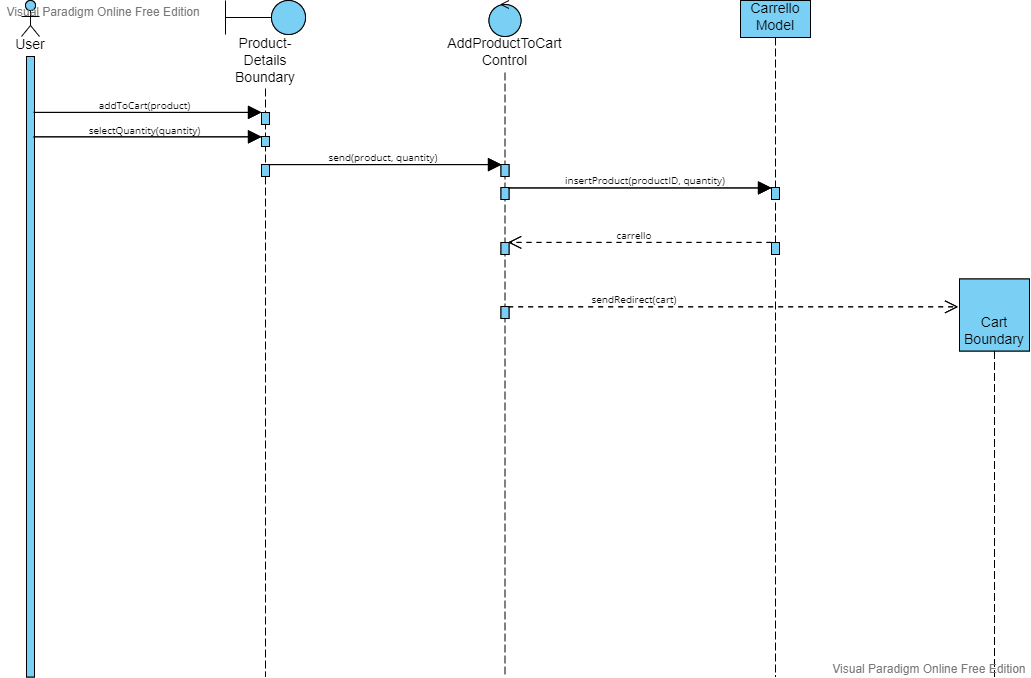 Visual Paradigm Online Free Edition
User
Product-
Details
Boundary
AddProductToCart
Control
Carrello
Model
addToCart(product)
selectQuantity(quantity)
send(product, quantity)
insertProduct(productID, quantity)
carrello
sendRedirect(cart)
Cart
Boundary
Visual Paradigm Online Free Edition